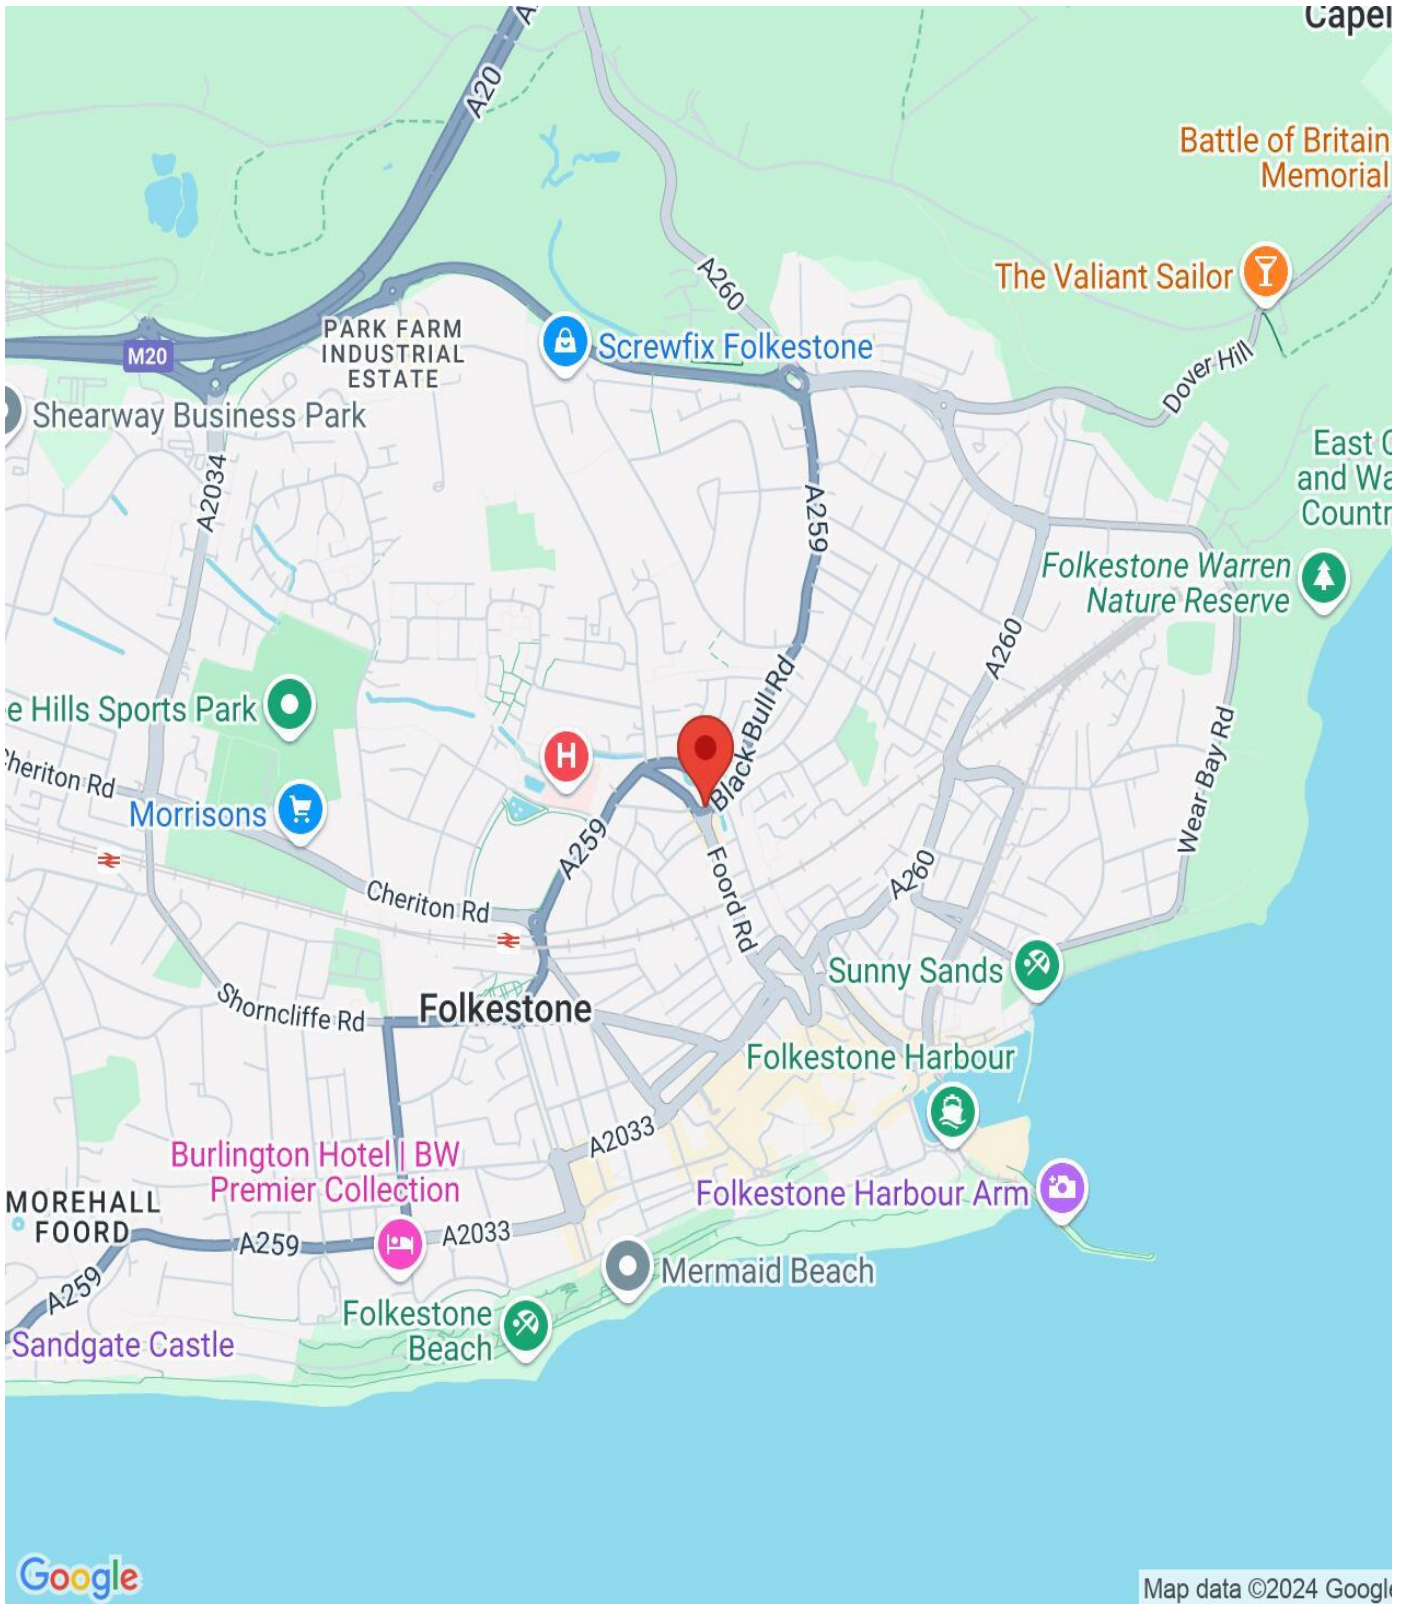 Capel
A20
Battle of Britain
Memorial
A260
The Valiant Sailor
PARK FARM
INDUSTRIAL
ESTATE
M20
Screwfix Folkestone
Dover Hill
Shearway Business Park
A2034
East C
and Wa
Countr
A259
Folkestone Warren
Nature Reserve
A260
e Hills Sports Park
Black Bull Rd
H
Wear Bay Rd
Cheriton Rd
Morrisons
A259
Foord Rd
A260
Cheriton Rd
Sunny Sands
Shorncliffe Rd
Folkestone
Folkestone Harbour
A2033
Burlington Hotel | BW
Premier Collection
Folkestone Harbour Arm
MOREHALL
FOORD
A259
A2033
Mermaid Beach
A259
Folkestone
Beach
Sandgate Castle
Google
Map data ©2024 Google